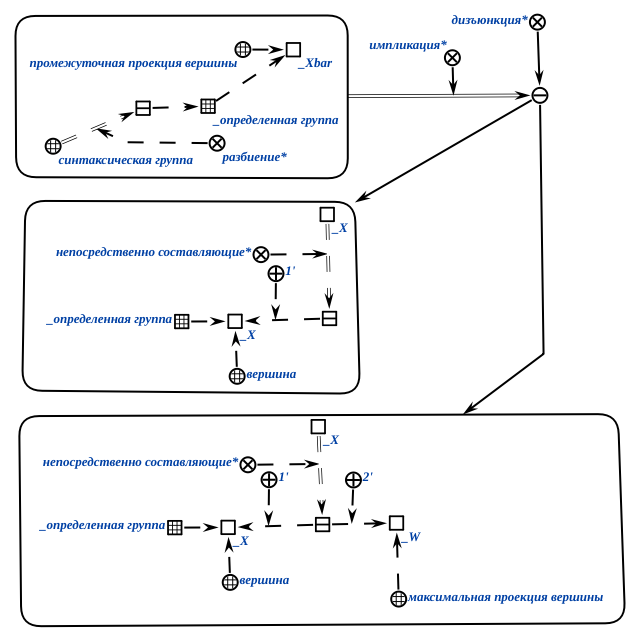 дизъюнкция*
импликация*
промежуточная проекция вершины
_Xbar
_определенная группа
синтаксическая группа
разбиение*
_X
непосредственно составляющие*
1'
_определенная группа
_X
вершина
_X
непосредственно составляющие*
1'
2'
_определенная группа
_X
_W
вершина
максимальная проекция вершины